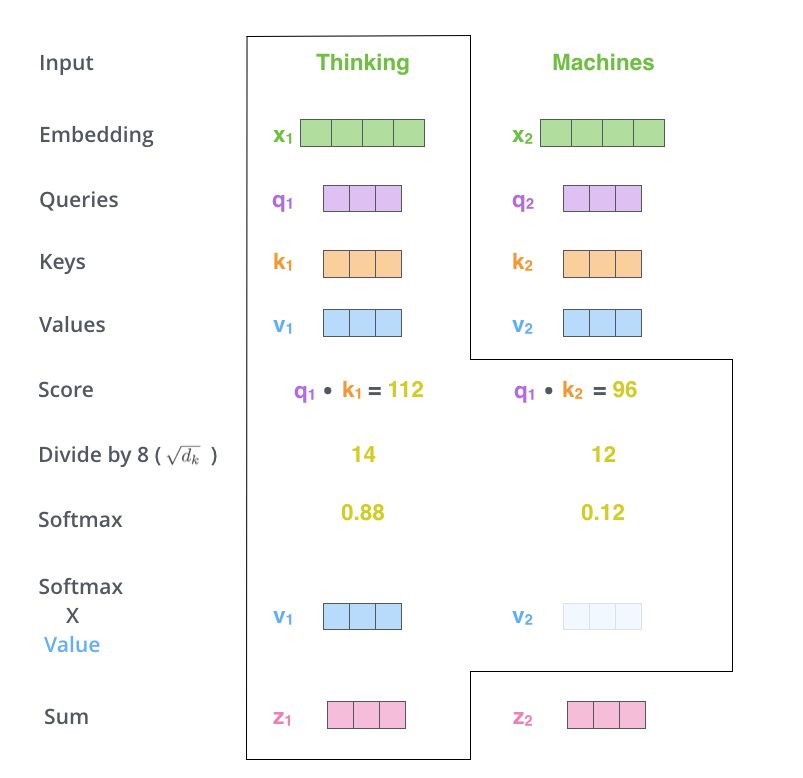 Input Thinking Machines
Embedding x1 x2
Queries q1 q2
Keys k1 k2
Values v1 v2
Score q1 • k1 = 112 q1 • k2 = 96
Divide by 8 ( √dk ) 14 12
Softmax 0.88 0.12
Softmax
X
Value v1 v2
Sum z1 z2